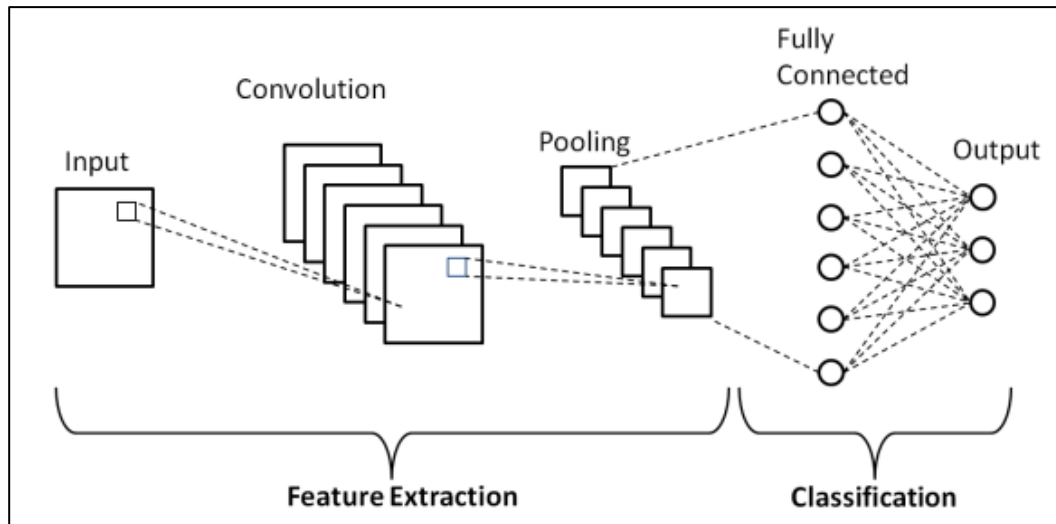 Input
Convolution
Pooling
Fully
Connected
Output
Feature Extraction
Classification